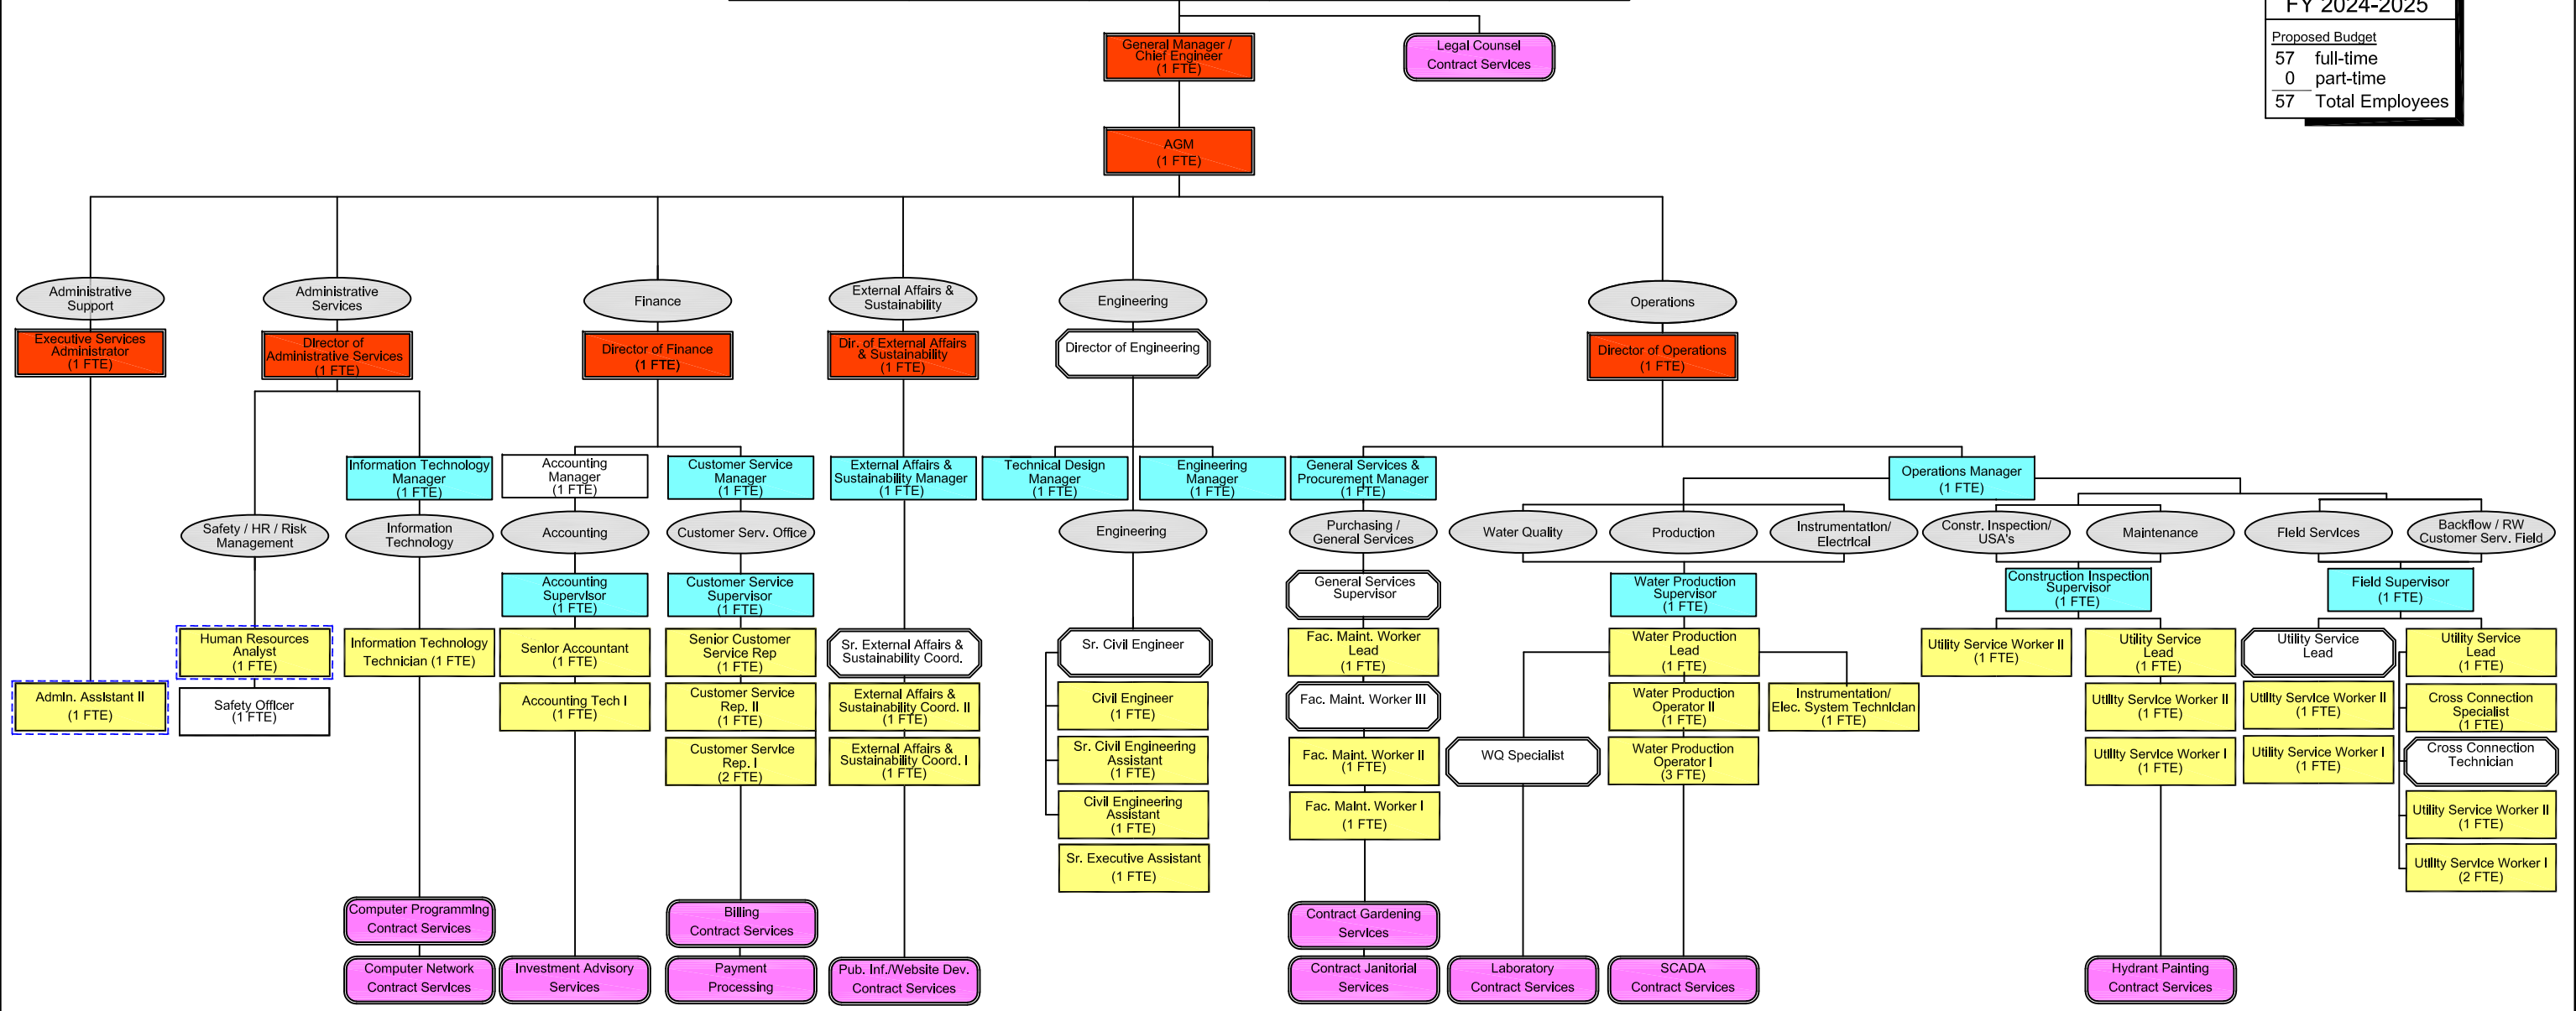 FY 2024-2025
Proposed Budget
57 full-time
0 part-time
57 Total Employees
General Manager /
Chief Engineer
(1 FTE)
Legal Counsel
Contract Services
AGM
(1 FTE)
Administrative
Support
Administrative
Services
Finance
External Affairs &
Sustainability
Engineering
Operations
Executive Services
Administrator
(1 FTE)
Director of
Administrative Services
(1 FTE)
Director of Finance
(1 FTE)
Dir. of External Affairs
& Sustainability
(1 FTE)
Director of Engineering
Director of Operations
(1 FTE)
Information Technology
Manager
(1 FTE)
Accounting
Manager
(1 FTE)
Customer Service
Manager
(1 FTE)
External Affairs &
Sustainability Manager
(1 FTE)
Technical Design
Manager
(1 FTE)
Engineering
Manager
(1 FTE)
General Services &
Procurement Manager
(1 FTE)
Operations Manager
(1 FTE)
Safety / HR / Risk
Management
Information
Technology
Accounting
Customer Serv. Office
Engineering
Purchasing /
General Services
Water Quality
Production
Instrumentation/
Electrical
Constr. Inspection/
USA's
Maintenance
Field Services
Backflow / RW
Customer Serv. Field
Accounting
Supervisor
(1 FTE)
Customer Service
Supervisor
(1 FTE)
General Services
Supervisor
Water Production
Supervisor
(1 FTE)
Construction Inspection
Supervisor
(1 FTE)
Field Supervisor
(1 FTE)
Human Resources
Analyst
(1 FTE)
Information Technology
Technician (1 FTE)
Senior Accountant
(1 FTE)
Senior Customer
Service Rep
(1 FTE)
Sr. External Affairs &
Sustainability Coord.
Sr. Civil Engineer
Fac. Maint. Worker
Lead
(1 FTE)
Water Production
Lead
(1 FTE)
Utility Service Worker II
(1 FTE)
Utility Service
Lead
(1 FTE)
Utility Service
Lead
Utility Service
Lead
(1 FTE)
Admin. Assistant II
(1 FTE)
Safety Officer
(1 FTE)
Accounting Tech I
(1 FTE)
Customer Service
Rep. II
(1 FTE)
External Affairs &
Sustainability Coord. II
(1 FTE)
Civil Engineer
(1 FTE)
Fac. Maint. Worker III
Water Production
Operator II
(1 FTE)
Instrumentation/
Elec. System Technician
(1 FTE)
Utility Service Worker II
(1 FTE)
Utility Service Worker II
(1 FTE)
Cross Connection
Specialist
(1 FTE)
Customer Service
Rep. I
(2 FTE)
External Affairs &
Sustainability Coord. I
(1 FTE)
Sr. Civil Engineering
Assistant
(1 FTE)
Fac. Maint. Worker II
(1 FTE)
WQ Specialist
Water Production
Operator I
(3 FTE)
Utility Service Worker I
(1 FTE)
Utility Service Worker I
(1 FTE)
Cross Connection
Technician
Civil Engineering
Assistant
(1 FTE)
Fac. Maint. Worker I
(1 FTE)
Utility Service Worker II
(1 FTE)
Sr. Executive Assistant
(1 FTE)
Utility Service Worker I
(2 FTE)
Computer Programming
Contract Services
Billing
Contract Services
Contract Gardening
Services
Computer Network
Contract Services
Investment Advisory
Services
Payment
Processing
Pub. Inf./Website Dev.
Contract Services
Contract Janitorial
Services
Laboratory
Contract Services
SCADA
Contract Services
Hydrant Painting
Contract Services